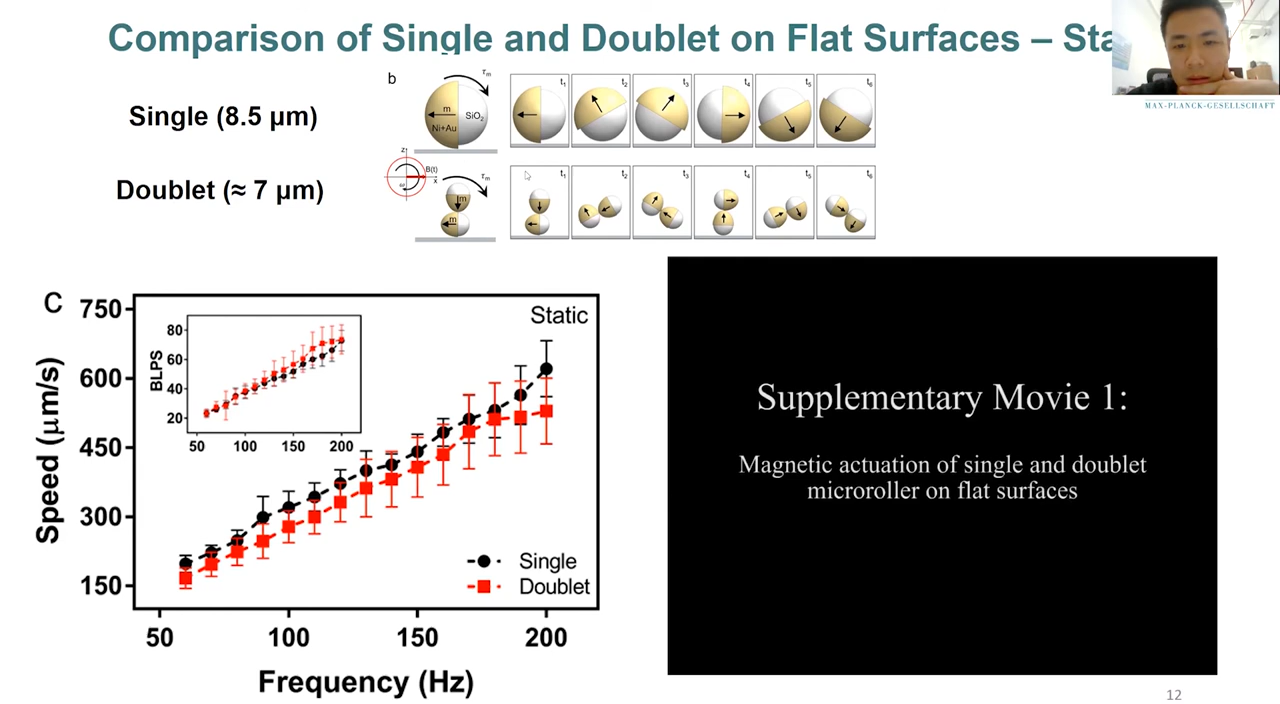 Comparison of Single and Doublet on Flat Surfaces – Sta
MAX-PLANCK-GESELLSCHAFT
Single (8.5 μm)
Doublet (≈ 7 μm)
b
τm
m
Ni+Au
SiO2
t1
t2
t3
t4
t5
t6
z
B(t)
x
ω
τm
m
m
t1
t2
t3
t4
t5
t6
C
Static
Speed (μm/s)
750
600
450
300
150
50
100
150
200
Frequency (Hz)
BLPS
80
60
40
20
50
100
150
200
Single
Doublet
Supplementary Movie 1:
Magnetic actuation of single and doublet
microroller on flat surfaces
12